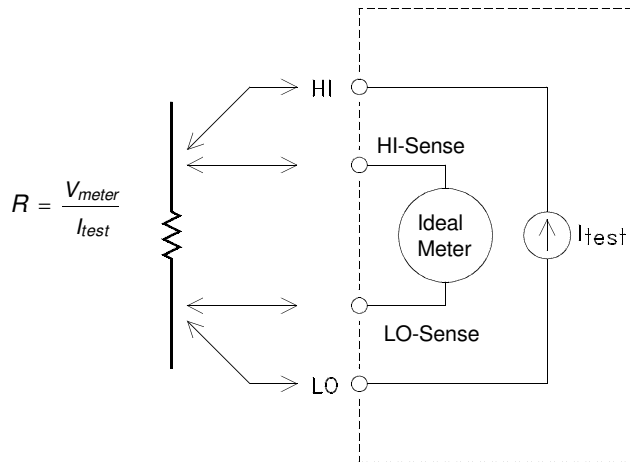 HI
HI-Sense
R = V_meter / I_test
Ideal
Meter
I_test
LO-Sense
LO